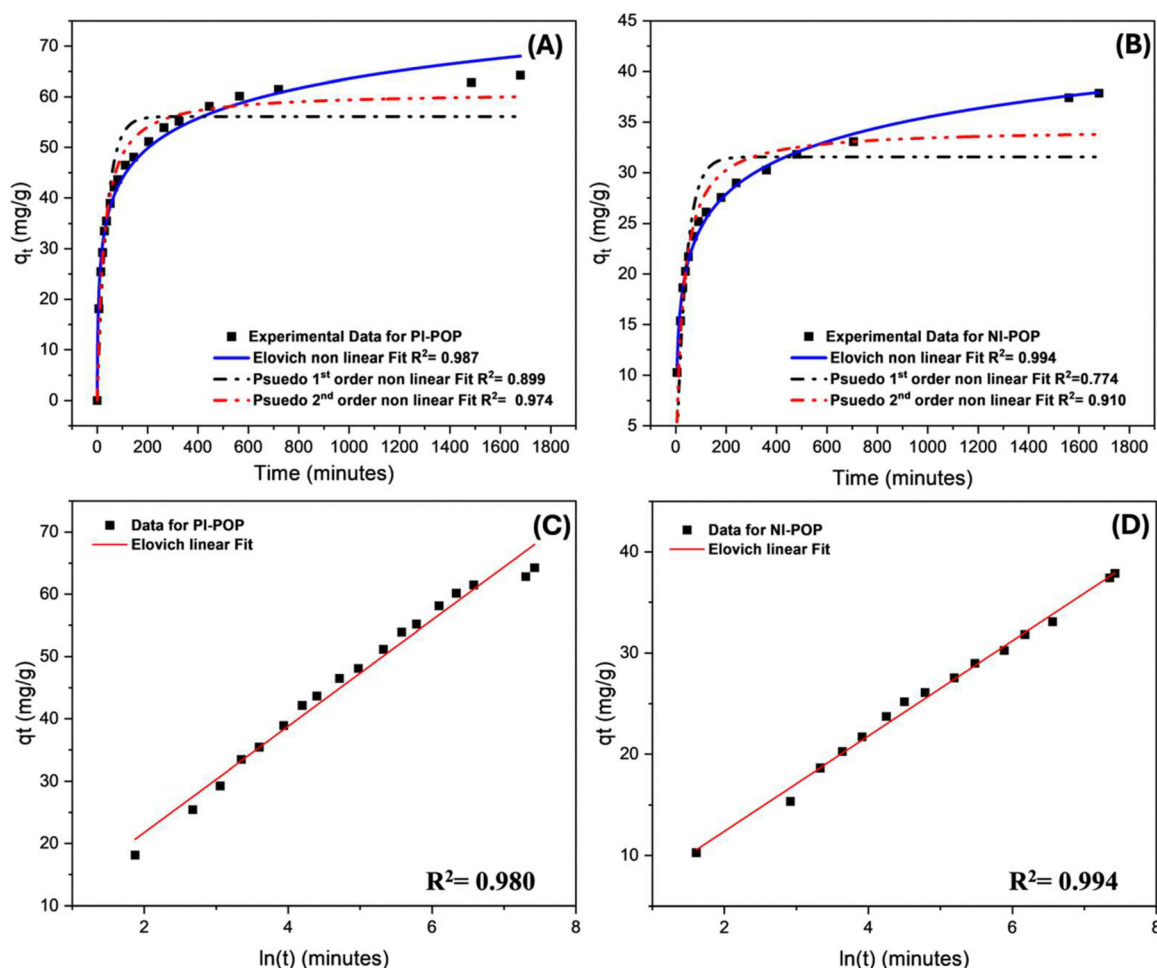 (A)
70
60
50
40
30
20
10
0
qt (mg/g)
Experimental Data for PI-POP
Elovich non linear Fit R²= 0.987
Psuedo 1st order non linear Fit R²= 0.899
Psuedo 2nd order non linear Fit R²= 0.974
0 200 400 600 800 1000 1200 1400 1600 1800
Time (minutes)
(B)
45
40
35
30
25
20
15
10
5
qt (mg/g)
Experimental Data for NI-POP
Elovich non linear Fit R²= 0.994
Psuedo 1st order non linear Fit R²=0.774
Psuedo 2nd order non linear Fit R²= 0.910
0 200 400 600 800 1000 1200 1400 1600 1800
Time (minutes)
(C)
70
60
50
40
30
20
10
qt (mg/g)
Data for PI-POP
Elovich linear Fit
R²= 0.980
2 4 6 8
ln(t) (minutes)
(D)
40
30
20
10
qt (mg/g)
Data for NI-POP
Elovich linear Fit
R²= 0.994
2 4 6 8
ln(t) (minutes)